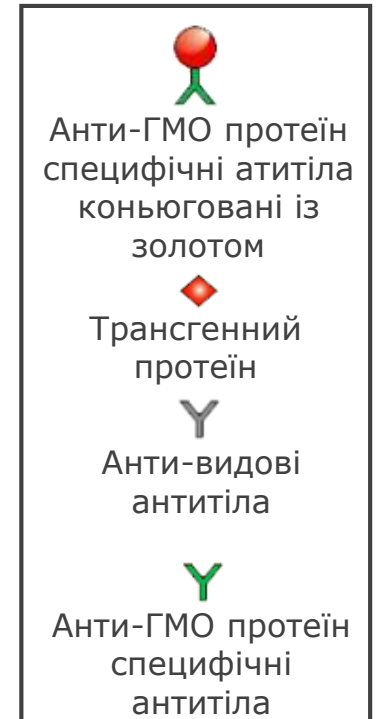 Анти-ГМО протеїн
специфічні атитіла
коньюговані із
золотом
Трансгенний
протеїн
Анти-видові
антитіла
Анти-ГМО протеїн
специфічні
антитіла